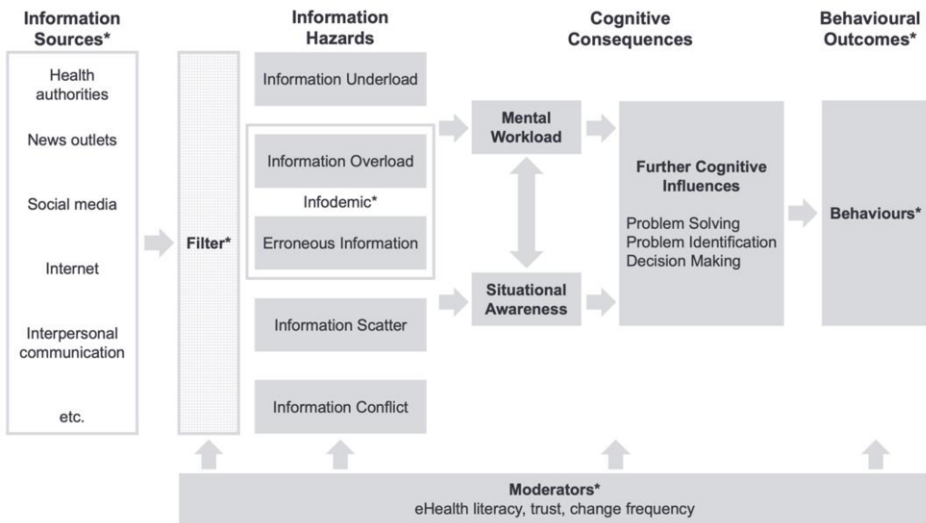 Information
Sources*
Health
authorities
News outlets
Social media
Internet
Interpersonal
communication
etc.
Filter*
Information
Hazards
Information Underload
Information Overload
Infodemic*
Erroneous Information
Information Scatter
Information Conflict
Cognitive
Consequences
Mental
Workload
Situational
Awareness
Further Cognitive
Influences
Problem Solving
Problem Identification
Decision Making
Behavioural
Outcomes*
Behaviours*
Moderators*
eHealth literacy, trust, change frequency